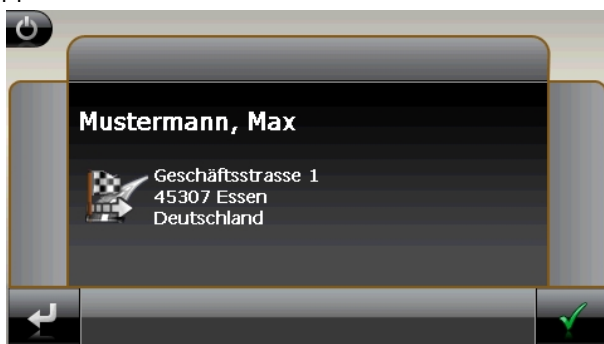 Mustermann, Max
Geschäftsstrasse 1
45307 Essen
Deutschland